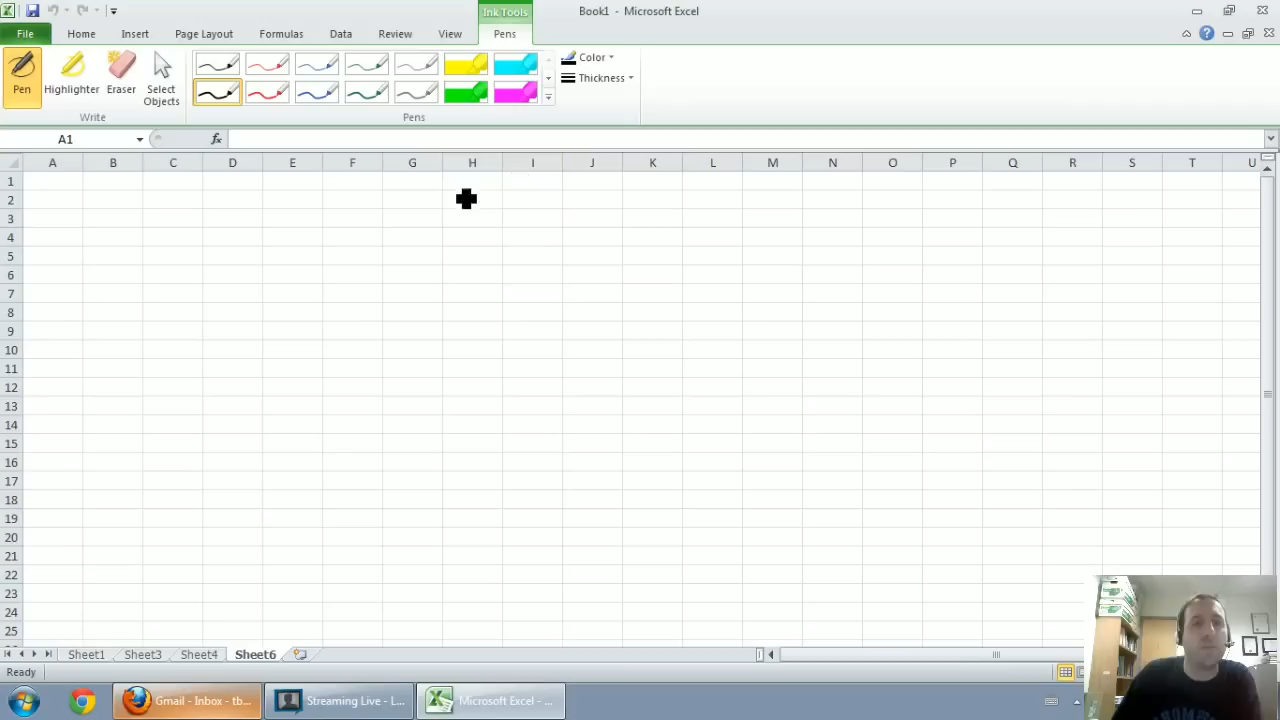 Ink Tools
Book1 - Microsoft Excel
File Home Insert Page Layout Formulas Data Review View Pens
Pen Highlighter Eraser Select Objects
Color
Thickness
Write Pens
A1 fx
A B C D E F G H I J K L M N O P Q R S T U
1
2
3
4
5
6
7
8
9
10
11
12
13
14
15
16
17
18
19
20
21
22
23
24
25
Sheet1 Sheet3 Sheet4 Sheet6
Ready
Gmail - Inbox - tb... Streaming Live - L... Microsoft Excel - ...